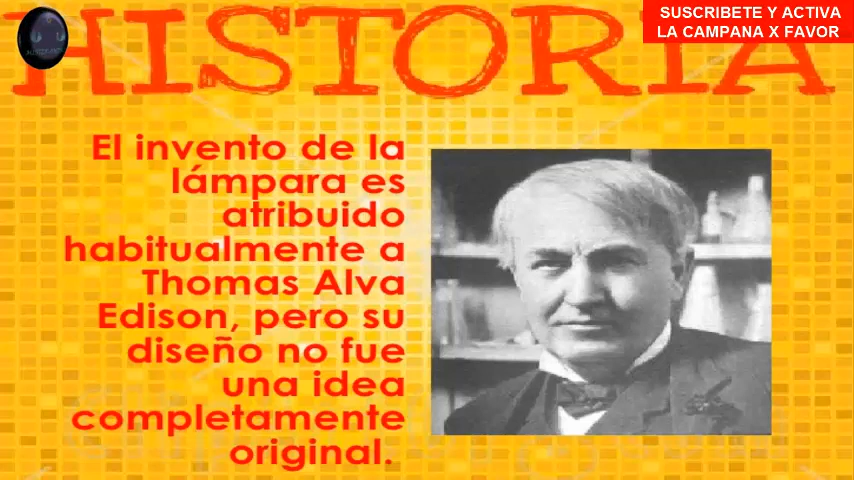 HISTORIA
SUSCRIBETE Y ACTIVA
LA CAMPANA X FAVOR
El invento de la
lámpara es
atribuido
habitualmente a
Thomas Alva
Edison, pero su
diseño no fue
una idea
completamente
original.